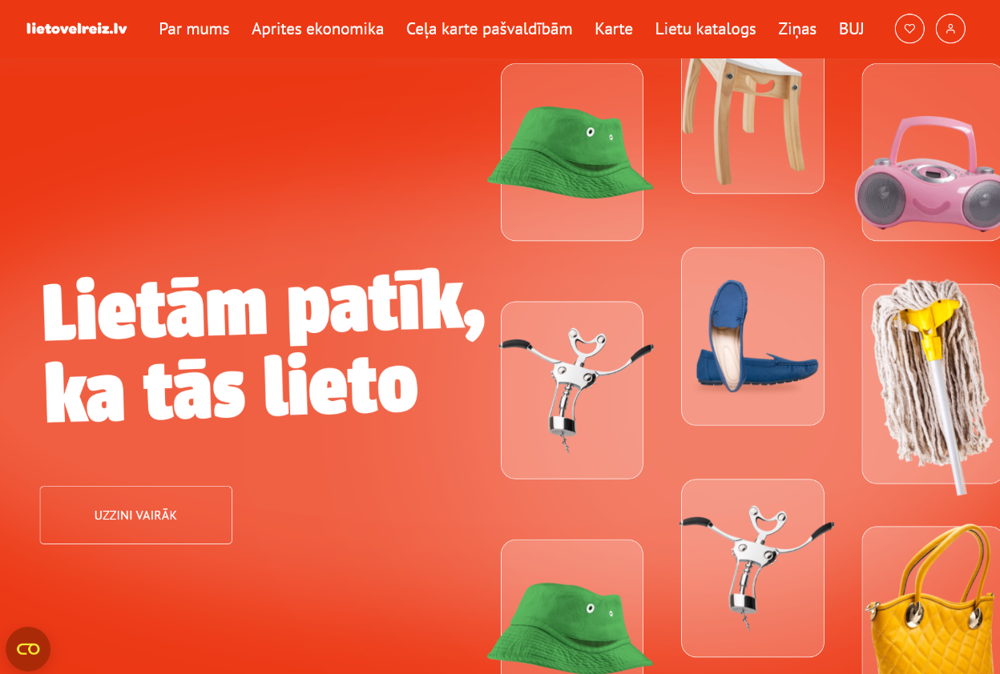 lietovelreiz.lv
Par mums
Aprites ekonomika
Ceļa karte pašvaldībām
Karte
Lietu katalogs
Ziņas
BUJ
Lietām patīk,
ka tās lieto
UZZINI VAIRĀK